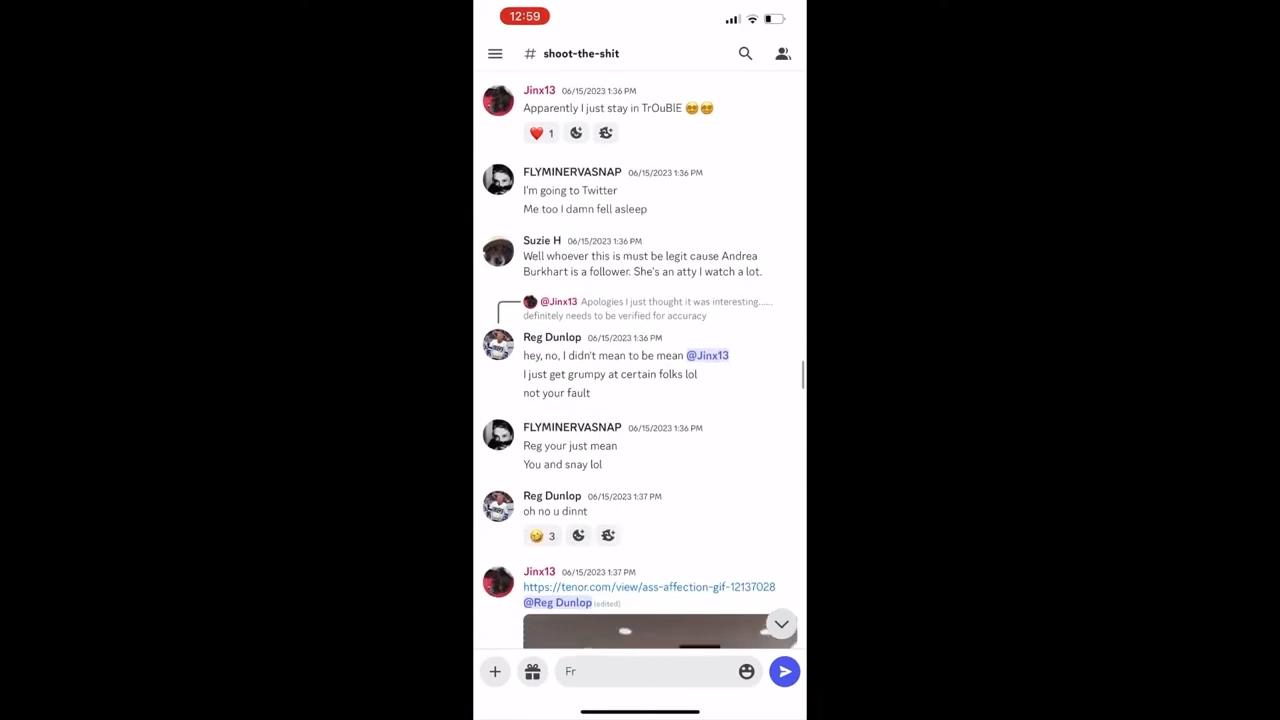 12:59
# shoot-the-shit
Jinx13 06/15/2023 1:36 PM
Apparently I just stay in TrOuBlE 😵‍💫😵‍💫
❤️ 1
FLYMINERVASNAP 06/15/2023 1:36 PM
I'm going to Twitter
Me too I damn fell asleep
Suzie H 06/15/2023 1:36 PM
Well whoever this is must be legit cause Andrea
Burkhart is a follower. She's an atty I watch a lot.
@Jinx13 Apologies I just thought it was interesting......
definitely needs to be verified for accuracy
Reg Dunlop 06/15/2023 1:36 PM
hey, no, I didn't mean to be mean @Jinx13
I just get grumpy at certain folks lol
not your fault
FLYMINERVASNAP 06/15/2023 1:36 PM
Reg your just mean
You and snay lol
Reg Dunlop 06/15/2023 1:37 PM
oh no u dinnt
🤣 3
Jinx13 06/15/2023 1:37 PM
https://tenor.com/view/ass-affection-gif-12137028
@Reg Dunlop (edited)
Fr